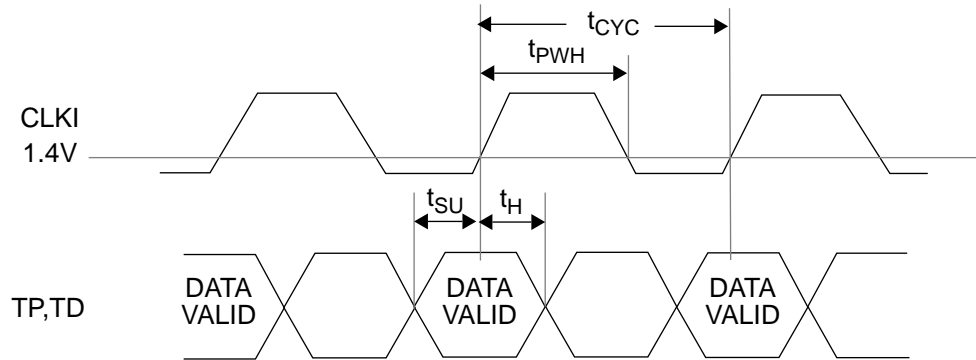 tCYC
tPWH
CLKI
1.4V
tSU
tH
TP,TD
DATA VALID
DATA VALID
DATA VALID